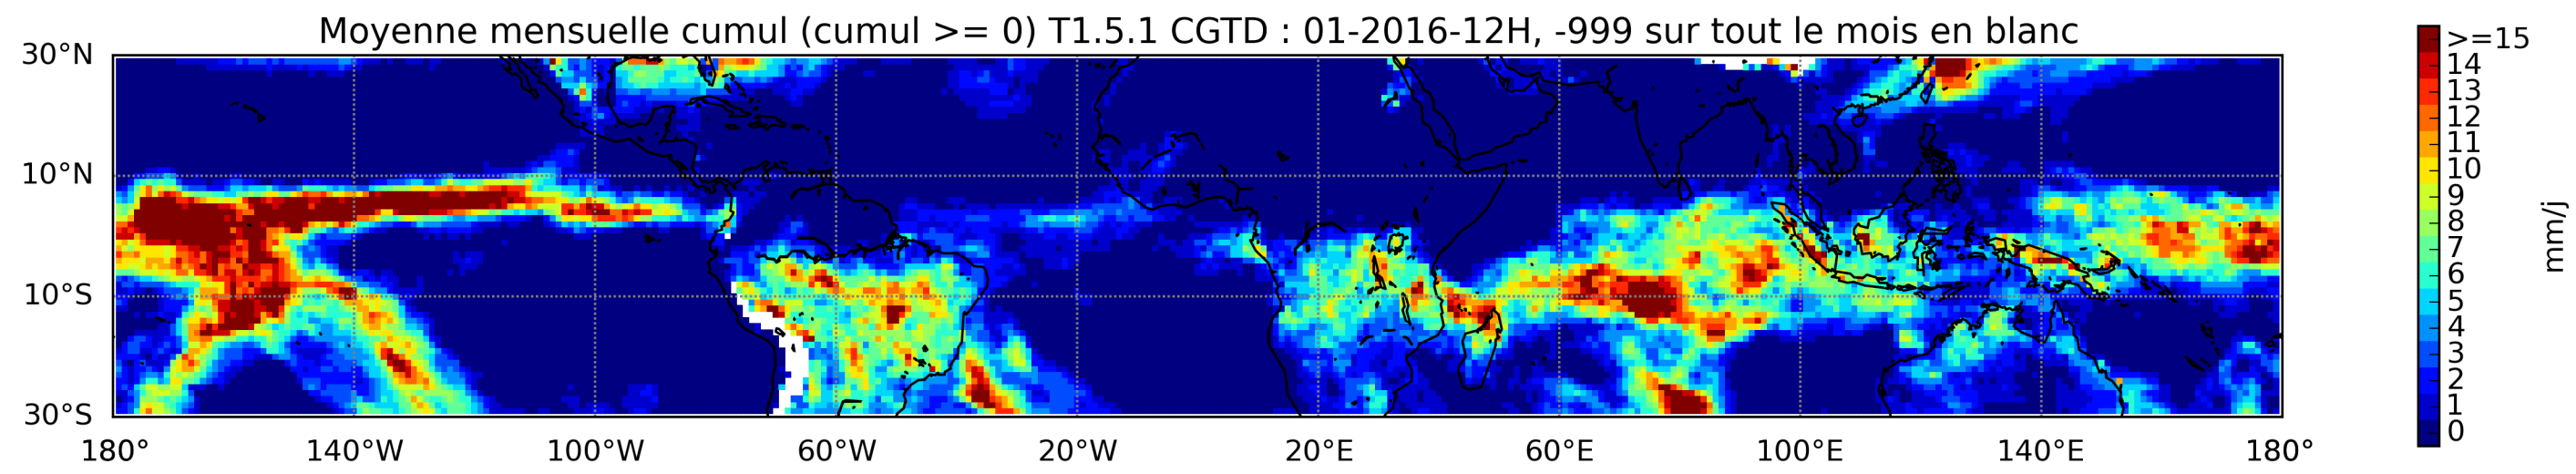 Moyenne mensuelle cumul (cumul >= 0) T1.5.1 CGTD : 01-2016-12H, -999 sur tout le mois en blanc
30°N
10°N
10°S
30°S
180° 140°W 100°W 60°W 20°W 20°E 60°E 100°E 140°E 180°
>=15
14
13
12
11
10
9
8
7
6
5
4
3
2
1
0
mm/j